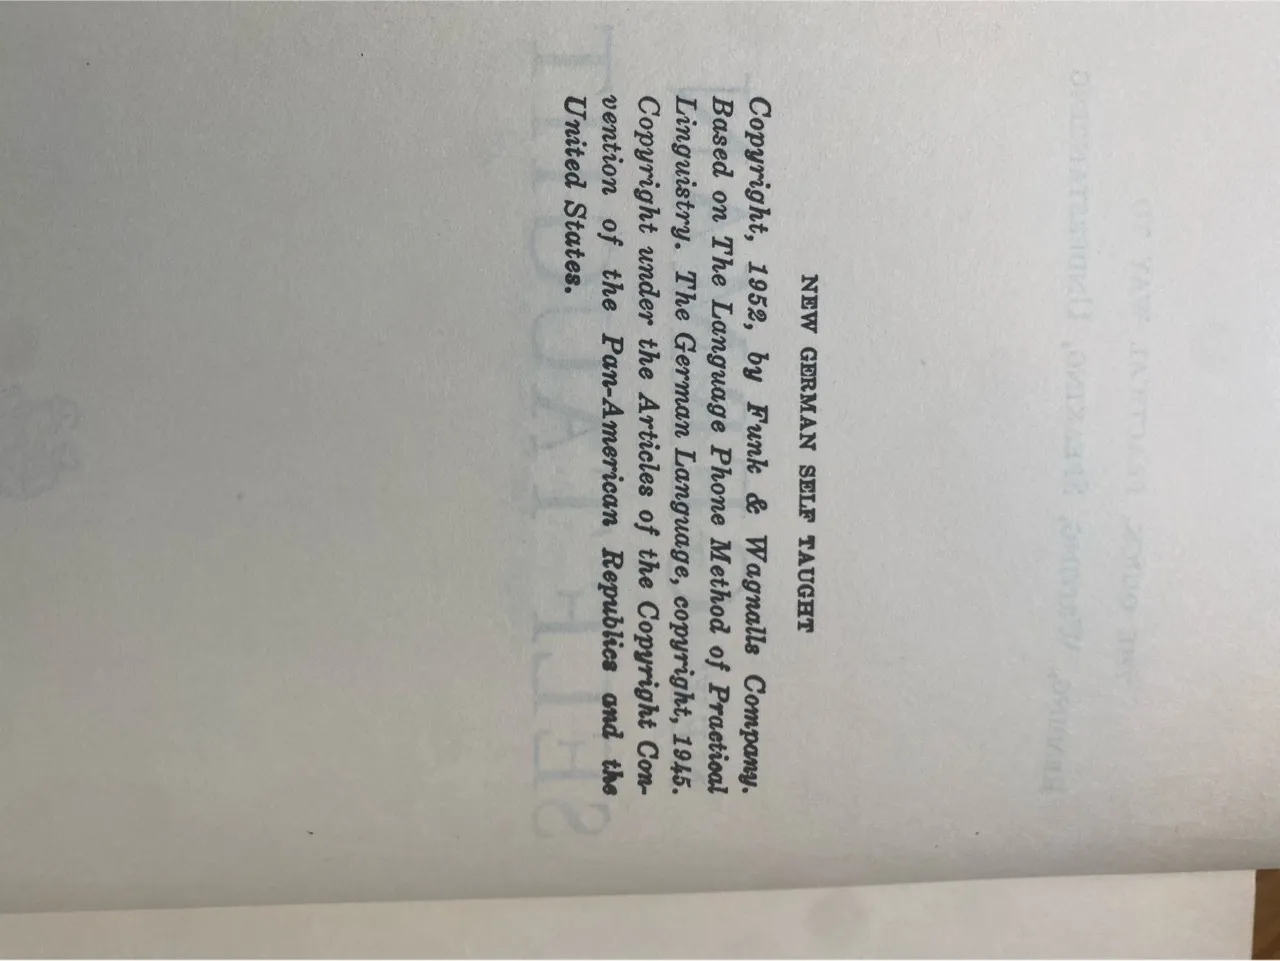 NEW GERMAN SELF TAUGHT
Copyright, 1952, by Funk & Wagnalls Company.
Based on The Language Phone Method of Practical
Linguistry. The German Language, copyright, 1945.
Copyright under the Articles of the Copyright Con-
vention of the Pan-American Republics and the
United States.